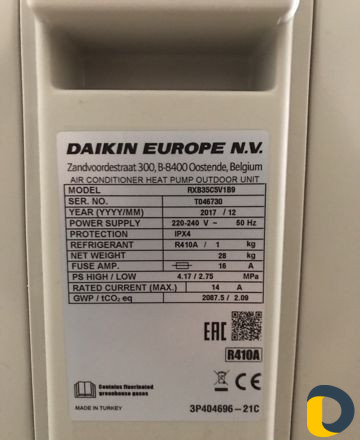 DAIKIN EUROPE N.V.
Zandvoordestraat 300, B-8400 Oostende, Belgium
AIR CONDITIONER HEAT PUMP OUTDOOR UNIT
MODEL RXB35C5V1B9
SER. NO. T046730
YEAR (YYYY/MM) 2017 / 12
POWER SUPPLY 220-240 V ~ 50 Hz
PROTECTION IPX4
REFRIGERANT R410A / 1 kg
NET WEIGHT 28 kg
FUSE AMP. 16 A
PS HIGH / LOW 4.17 / 2.75 MPa
RATED CURRENT (MAX.) 14 A
GWP / tCO₂ eq 2087.5 / 2.09
EAC
R410A
Contains fluorinated
greenhouse gases
CE
MADE IN TURKEY 3P404696-21C